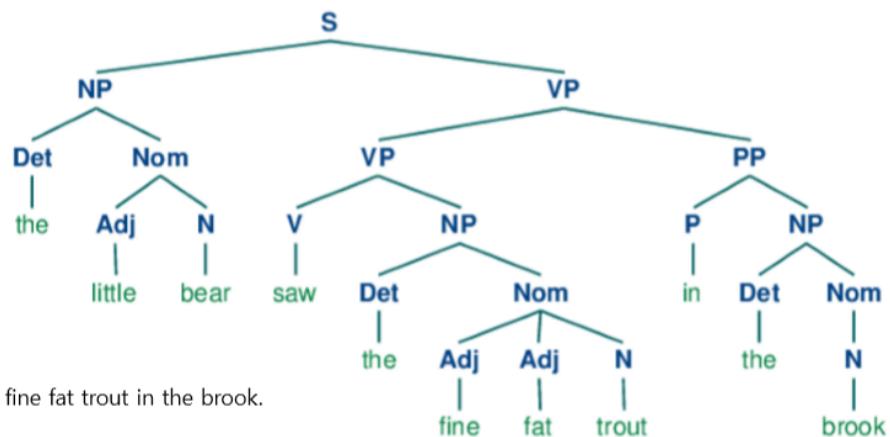 S
NP VP
Det Nom VP PP
the Adj N V NP P NP
little bear saw Det Nom in Det Nom
the Adj Adj N the N
fine fat trout in the brook.
fine fat trout brook